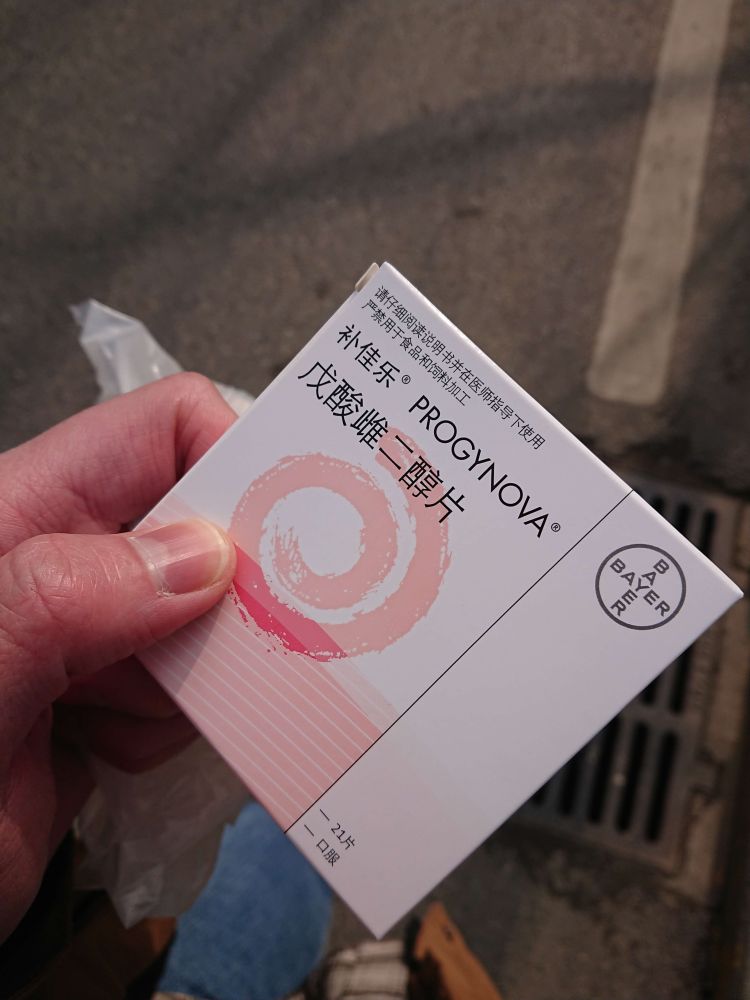 请仔细阅读说明书并在医师指导下使用
严禁用于食品和饲料加工
补佳乐® PROGYNOVA®
戊酸雌二醇片
BAYER
BAYER
— 21片
— 口服